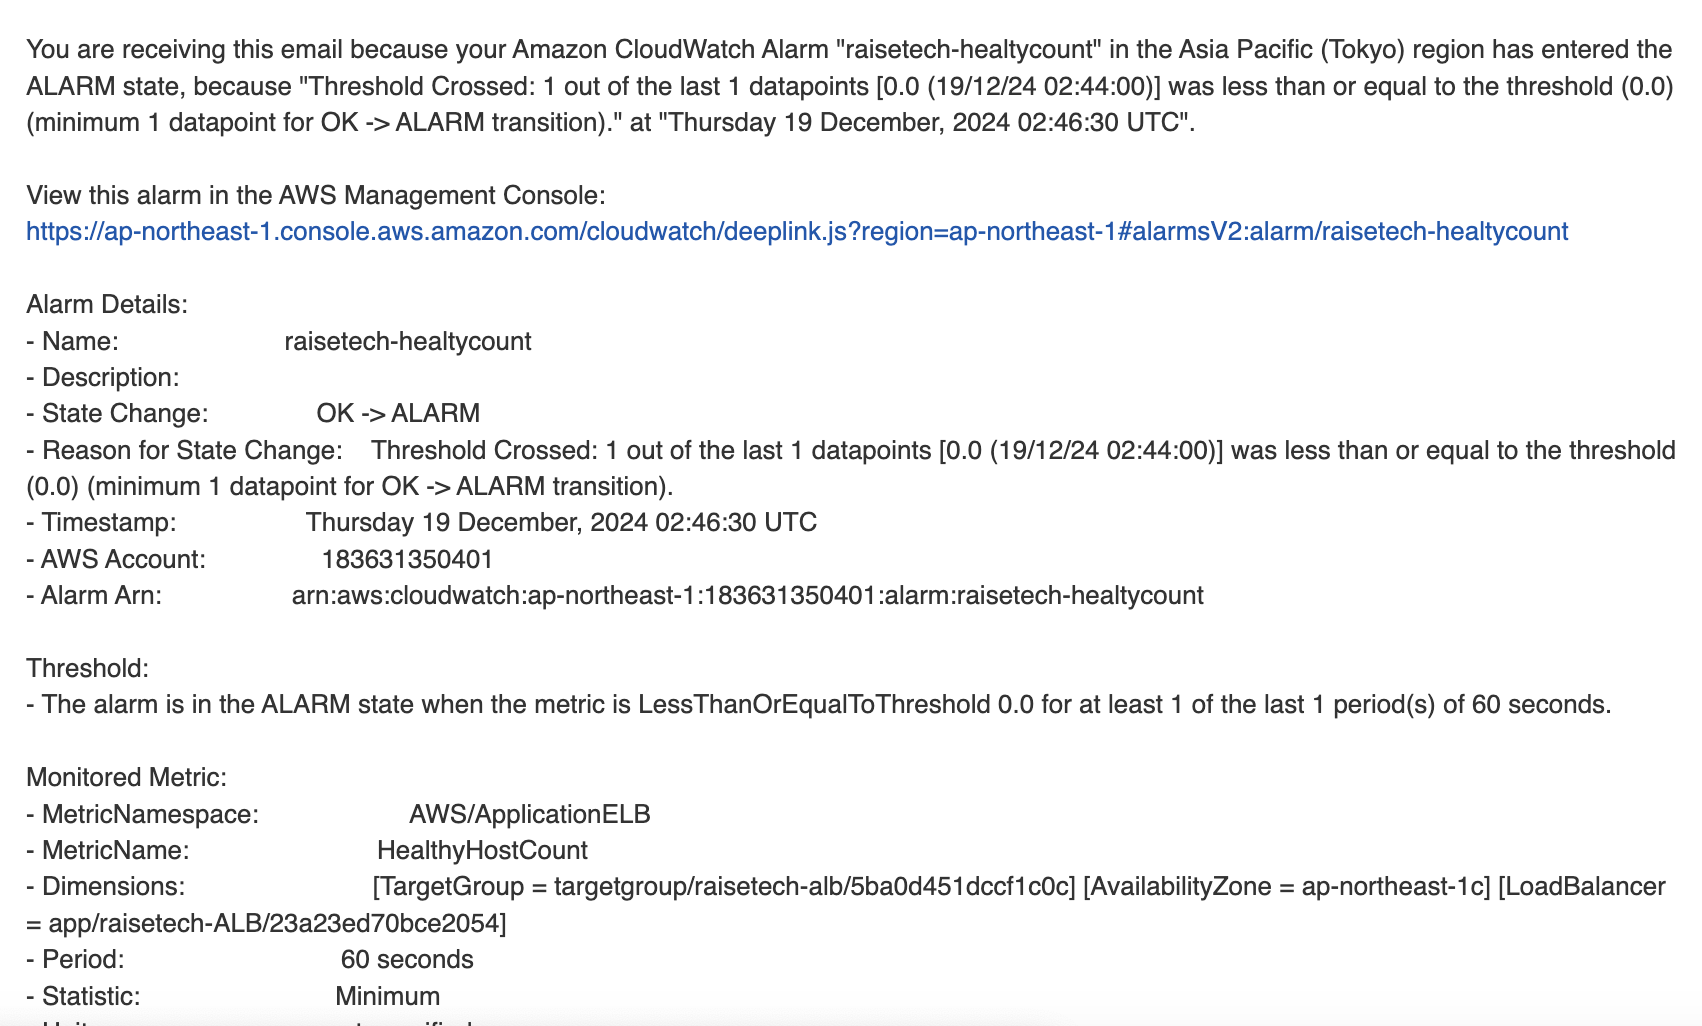 You are receiving this email because your Amazon CloudWatch Alarm "raisetech-healtycount" in the Asia Pacific (Tokyo) region has entered the
ALARM state, because "Threshold Crossed: 1 out of the last 1 datapoints [0.0 (19/12/24 02:44:00)] was less than or equal to the threshold (0.0)
(minimum 1 datapoint for OK -> ALARM transition)." at "Thursday 19 December, 2024 02:46:30 UTC".
View this alarm in the AWS Management Console:
https://ap-northeast-1.console.aws.amazon.com/cloudwatch/deeplink.js?region=ap-northeast-1#alarmsV2:alarm/raisetech-healtycount
Alarm Details:
- Name: raisetech-healtycount
- Description:
- State Change: OK -> ALARM
- Reason for State Change: Threshold Crossed: 1 out of the last 1 datapoints [0.0 (19/12/24 02:44:00)] was less than or equal to the threshold
(0.0) (minimum 1 datapoint for OK -> ALARM transition).
- Timestamp: Thursday 19 December, 2024 02:46:30 UTC
- AWS Account: 183631350401
- Alarm Arn: arn:aws:cloudwatch:ap-northeast-1:183631350401:alarm:raisetech-healtycount
Threshold:
- The alarm is in the ALARM state when the metric is LessThanOrEqualToThreshold 0.0 for at least 1 of the last 1 period(s) of 60 seconds.
Monitored Metric:
- MetricNamespace: AWS/ApplicationELB
- MetricName: HealthyHostCount
- Dimensions: [TargetGroup = targetgroup/raisetech-alb/5ba0d451dccf1c0c] [AvailabilityZone = ap-northeast-1c] [LoadBalancer
= app/raisetech-ALB/23a23ed70bce2054]
- Period: 60 seconds
- Statistic: Minimum